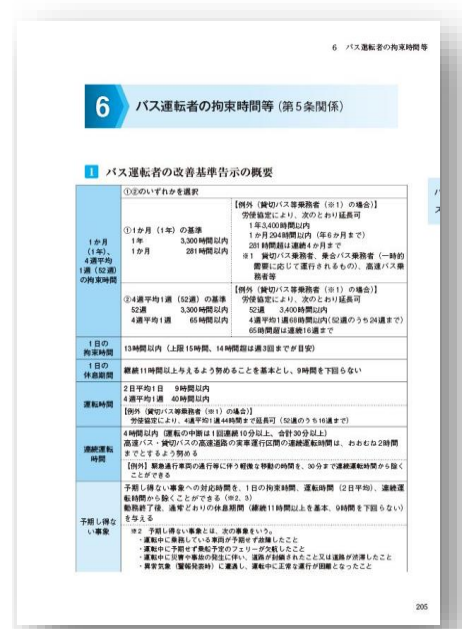 6 バス運転者の拘束時間等
6 バス運転者の拘束時間等(第5条関係)
1 バス運転者の改善基準告示の概要
1か月
(1年)、
4週平均
1週(52週)
の拘束時間
①②のいずれかを選択
①1か月(1年)の基準
1年 3,300時間以内
1か月 281時間以内
【例外(貸切バス等乗務者(※1)の場合)】
労使協定により、次のとおり延長可
1年3,400時間以内
1か月294時間以内(年6か月まで)
281時間超は連続4か月まで
※1 貸切バス乗務者、乗合バス乗務者(一時的
需要に応じて運行されるもの)、高速バス乗
務者等
②4週平均1週(52週)の基準
52週 3,300時間以内
4週平均1週 65時間以内
【例外(貸切バス等乗務者(※1)の場合)】
労使協定により、次のとおり延長可
52週 3,400時間以内
4週平均1週68時間以内(52週のうち24週まで)
65時間超は連続16週まで
1日の
拘束時間
13時間以内(上限15時間、14時間超は週3回までが目安)
1日の
休息期間
継続11時間以上与えるよう努めることを基本とし、9時間を下回らない
運転時間
2日平均1日 9時間以内
4週平均1週 40時間以内
【例外(貸切バス等乗務者(※1)の場合)】
労使協定により、4週平均1週44時間まで延長可(52週のうち16週まで)
連続運転
時間
4時間以内(運転の中断は1回連続10分以上、合計30分以上)
高速バス・貸切バスの高速道路の実車運行区間の連続運転時間は、おおむね2時間
までとするよう努める
【例外】緊急通行車両の通行等に伴う軽微な移動の時間を、30分まで連続運転時間から除く
ことができる
予期し得な
い事象
予期し得ない事象への対応時間を、1日の拘束時間、運転時間(2日平均)、連続運
転時間から除くことができる(※2、3)
勤務終了後、通常どおりの休息期間(継続11時間以上を基本、9時間を下回らない)
を与える
※2 予期し得ない事象とは、次の事象をいう。
・運転中に乗務している車両が予期せず故障したこと
・運転中に予期せず乗船予定のフェリーが欠航したこと
・運転中に災害や事故の発生に伴い、道路が封鎖されたこと又は道路が渋滞したこと
・異常気象(警報発表時)に遭遇し、運転中に正常な運行が困難となったこと
バ
ス
205